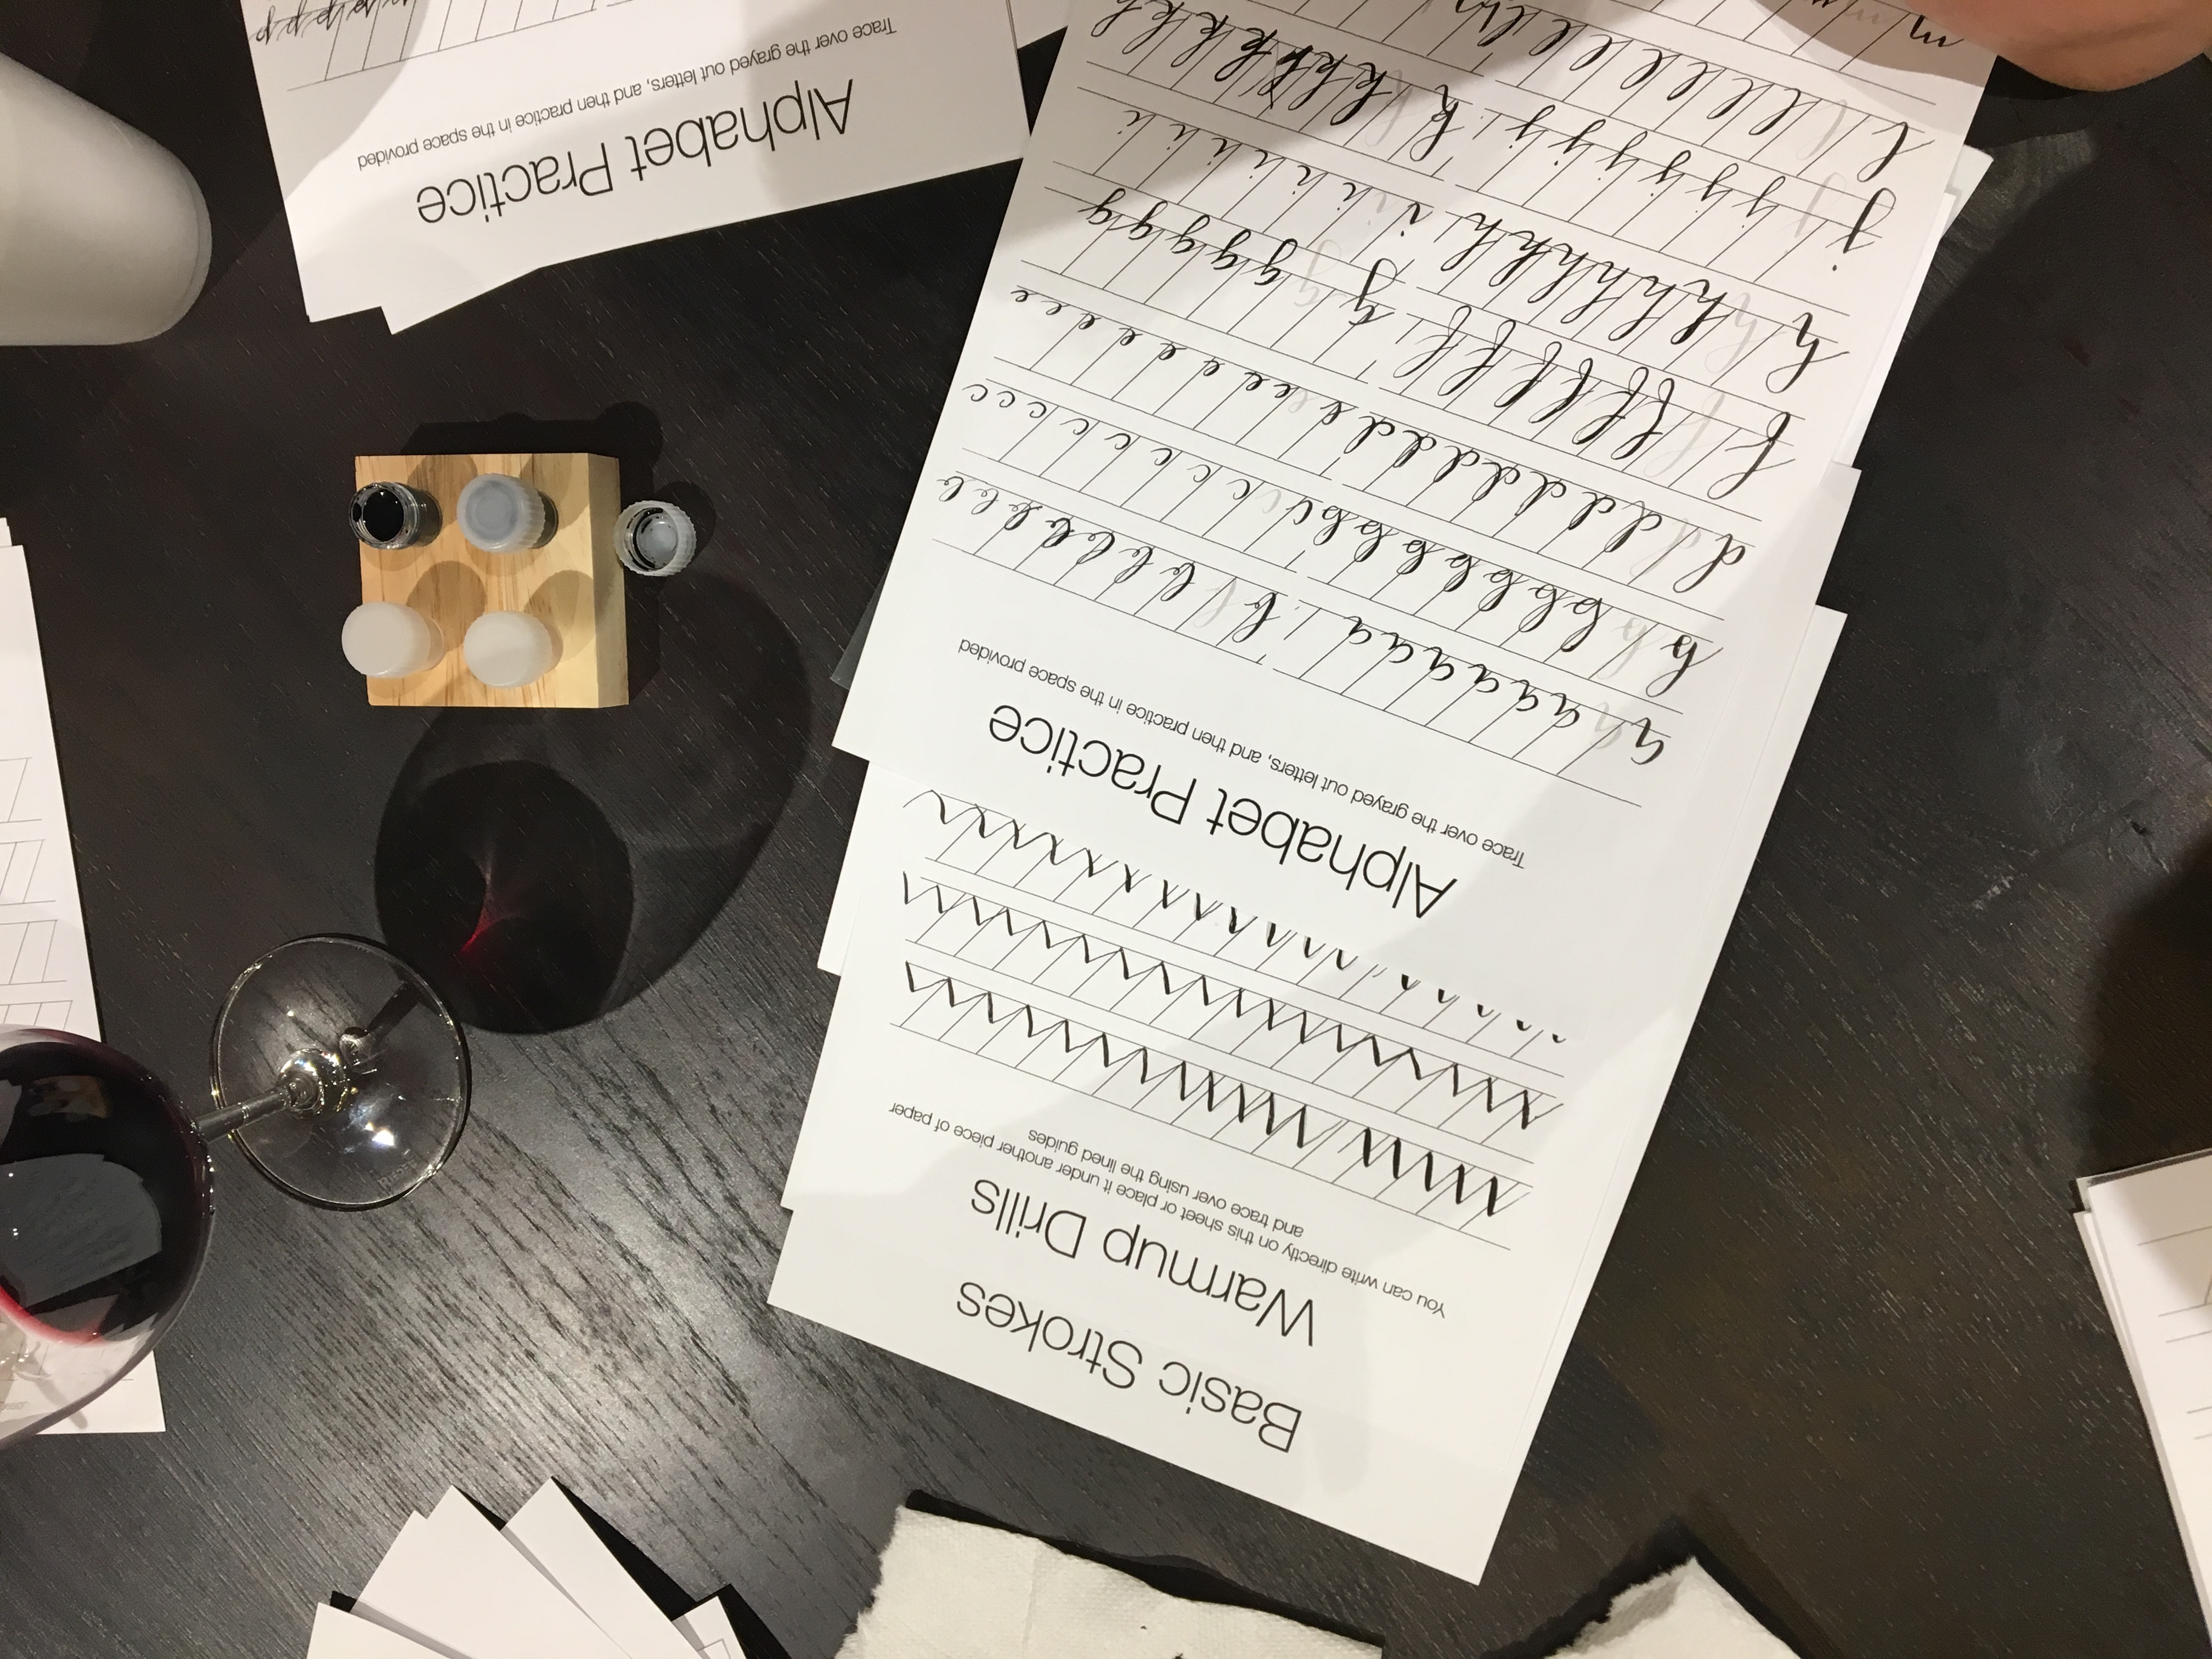 Basic Strokes
Warmup Drills
You can write directly on this sheet or place it under another piece of paper
and trace over using the lined guides
Alphabet Practice
Trace over the grayed out letters, and then practice in the space provided
a a a a a a a a b b b b b b b b b b
b b b b b b b b c c c c c c c c c
d d d d d d d d d e e e e e e e e e
f f f f f f f f g g g g g g g g
h h h h h h h h i i i i i i i i
j j j j j j j j k k k k k k k k
l l l l l l l
m
Alphabet Practice
Trace over the grayed out letters, and then practice in the space provided